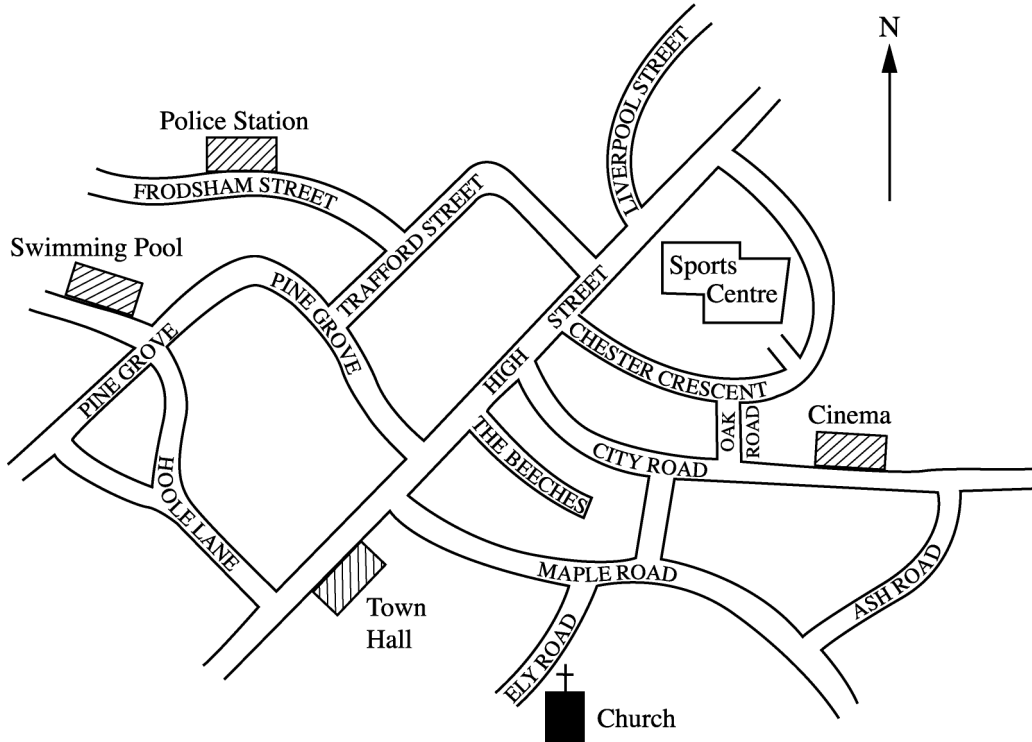 N
LIVERPOOL STREET
Police Station
FRODSHAM STREET
TRAFFORD STREET
Swimming Pool
Sports
Centre
PINE GROVE
PINE GROVE
HIGH STREET
CHESTER CRESCENT
OAK
ROAD
Cinema
THE BEECHES
CITY ROAD
HOOLE LANE
MAPLE ROAD
ASH ROAD
Town
Hall
ELY ROAD
Church